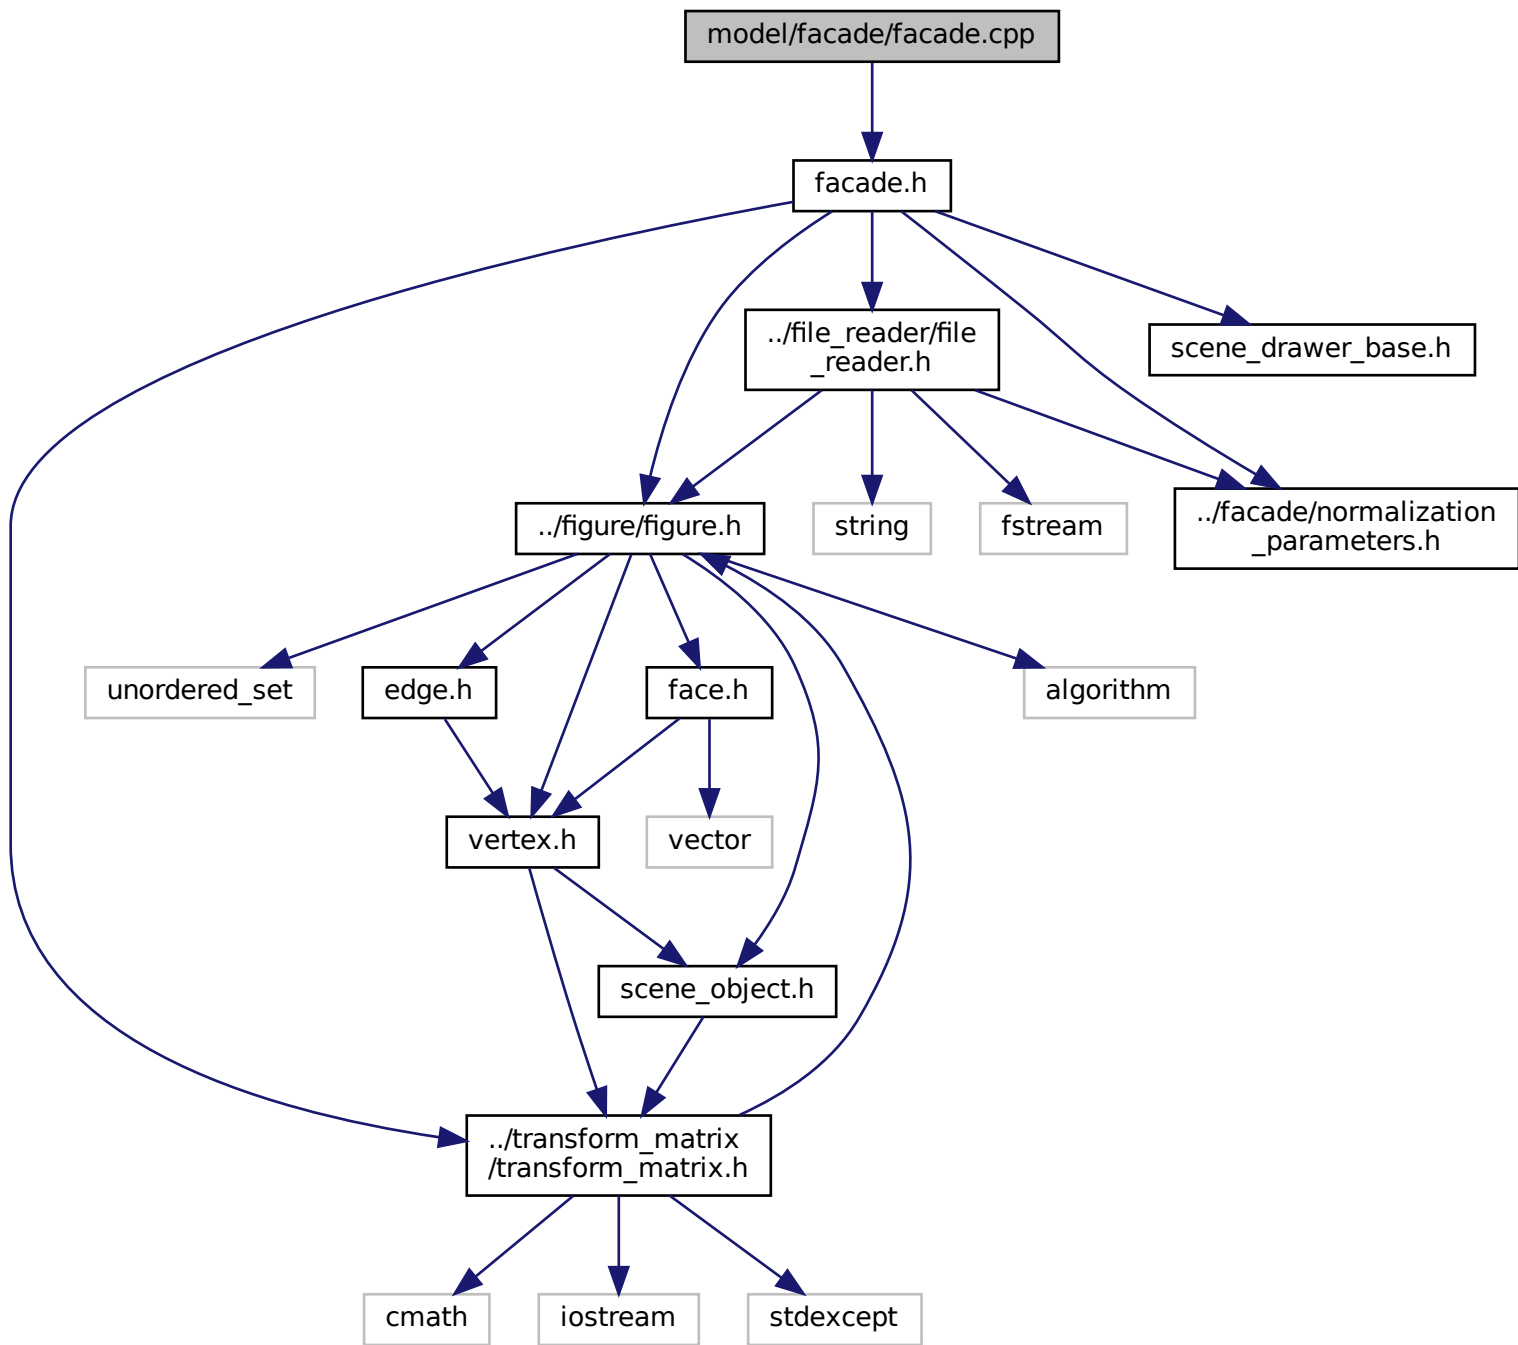 model/facade/facade.cpp
facade.h
../file_reader/file
_reader.h
scene_drawer_base.h
../figure/figure.h
string
fstream
../facade/normalization
_parameters.h
unordered_set
edge.h
face.h
algorithm
vertex.h
vector
scene_object.h
../transform_matrix
/transform_matrix.h
cmath
iostream
stdexcept